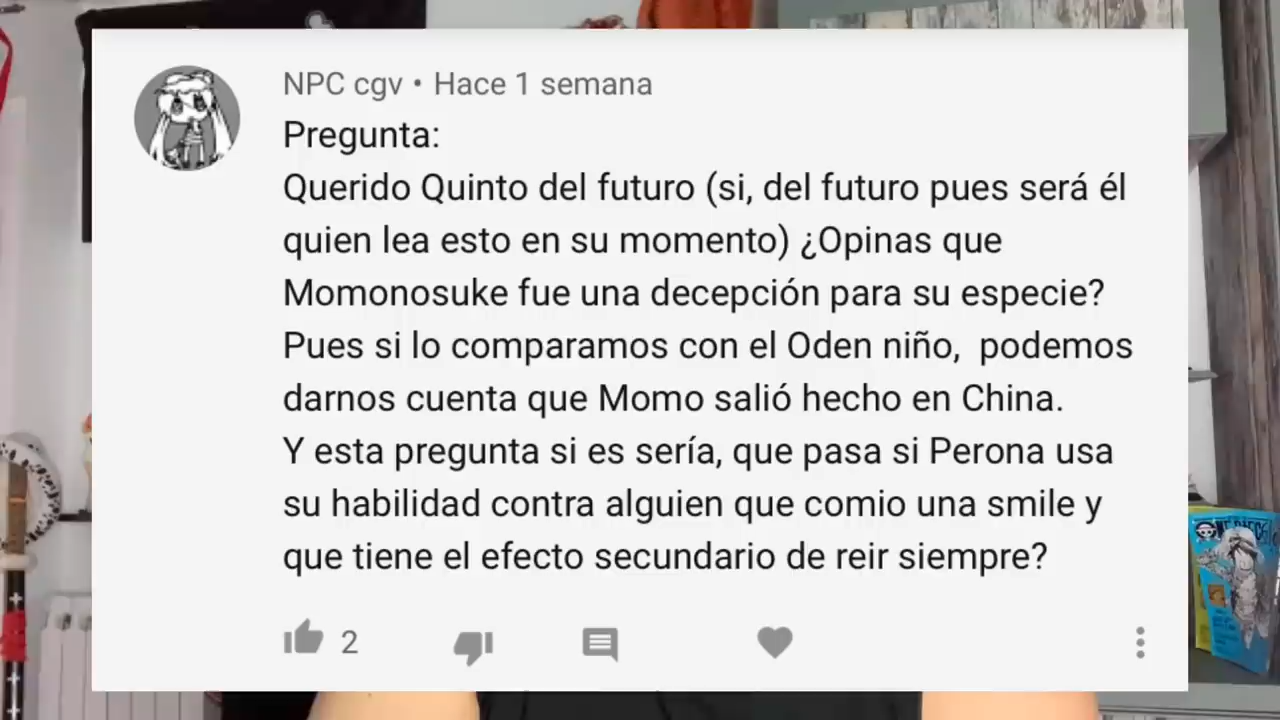 NPC cgv • Hace 1 semana
Pregunta:
Querido Quinto del futuro (si, del futuro pues será él
quien lea esto en su momento) ¿Opinas que
Momonosuke fue una decepción para su especie?
Pues si lo comparamos con el Oden niño, podemos
darnos cuenta que Momo salió hecho en China.
Y esta pregunta si es sería, que pasa si Perona usa
su habilidad contra alguien que comio una smile y
que tiene el efecto secundario de reir siempre?
2
ONE PIECE